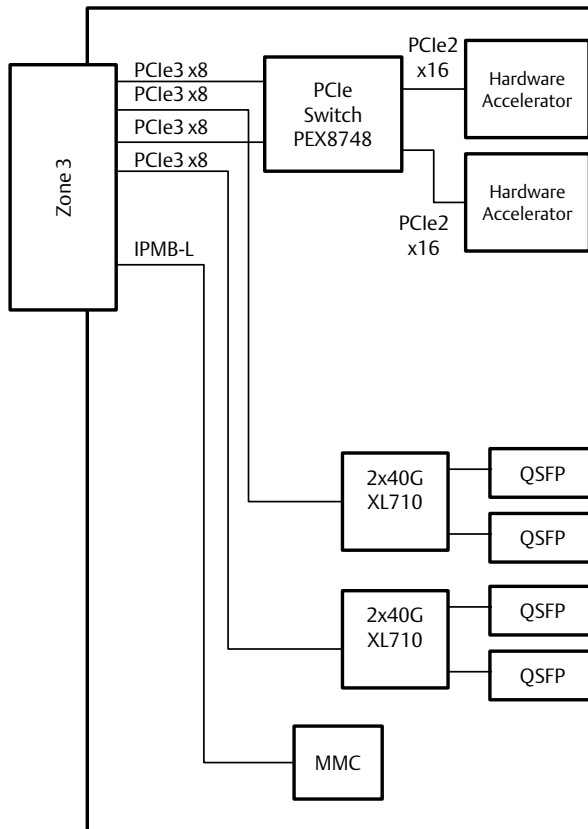 Zone 3
PCIe3 x8
PCIe3 x8
PCIe3 x8
PCIe3 x8
IPMB-L
PCIe
Switch
PEX8748
PCIe2
x16
Hardware
Accelerator
PCIe2
x16
Hardware
Accelerator
2x40G
XL710
QSFP
QSFP
2x40G
XL710
QSFP
QSFP
MMC